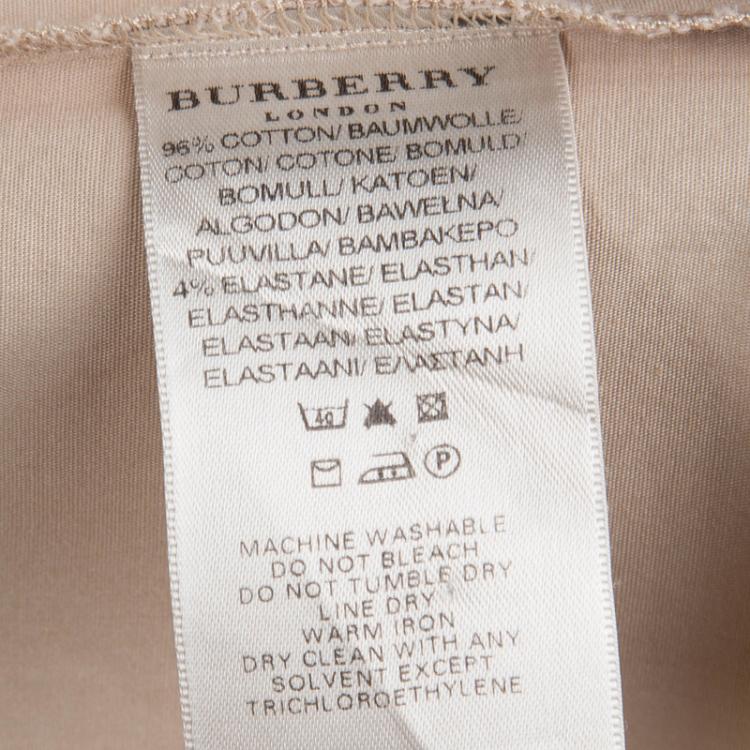 BURBERRY
LONDON
96% COTTON/ BAUMWOLLE/
COTON/ COTONE/ BOMULD/
BOMULL/ KATOEN/
ALGODON/ BAWEŁNA/
PUUVILLA/ BAMBAKEPO
4% ELASTANE/ ELASTHAN/
ELASTHANNE/ ELASTAN/
ELASTAAN/ ELASTYNA/
ELASTAANI/ ΕΛΑΣΤΑΝΗ
40
P
MACHINE WASHABLE
DO NOT BLEACH
DO NOT TUMBLE DRY
LINE DRY
WARM IRON
DRY CLEAN WITH ANY
SOLVENT EXCEPT
TRICHLOROETHYLENE